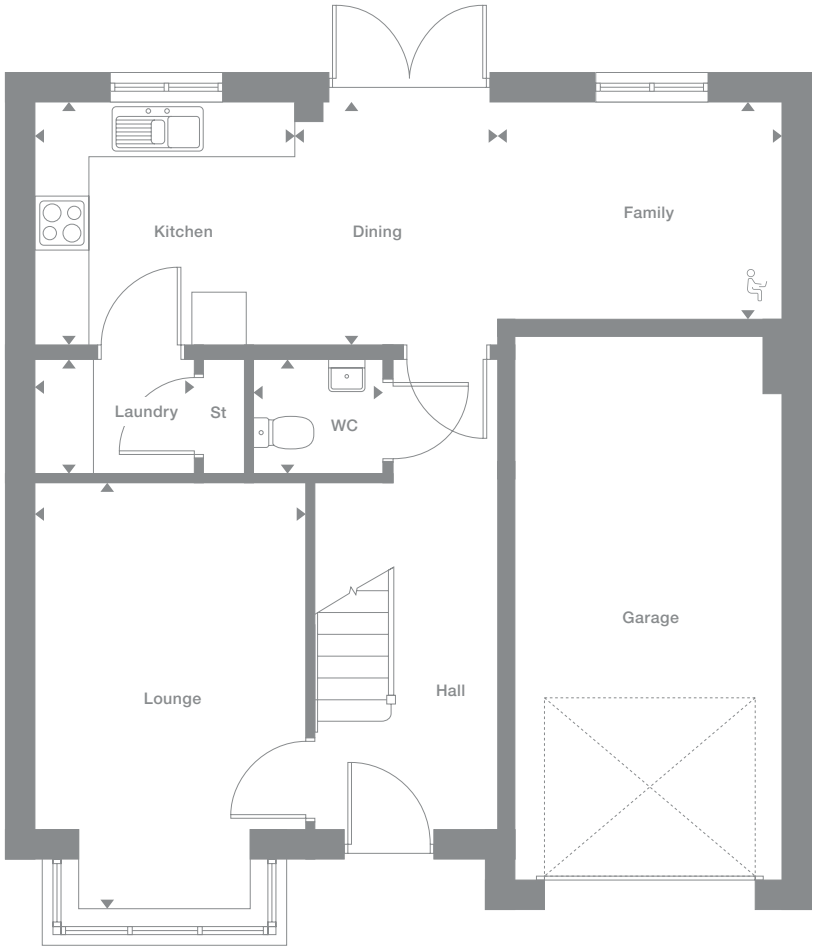 Family
Kitchen
Dining
Laundry
St
WC
Garage
Hall
Lounge